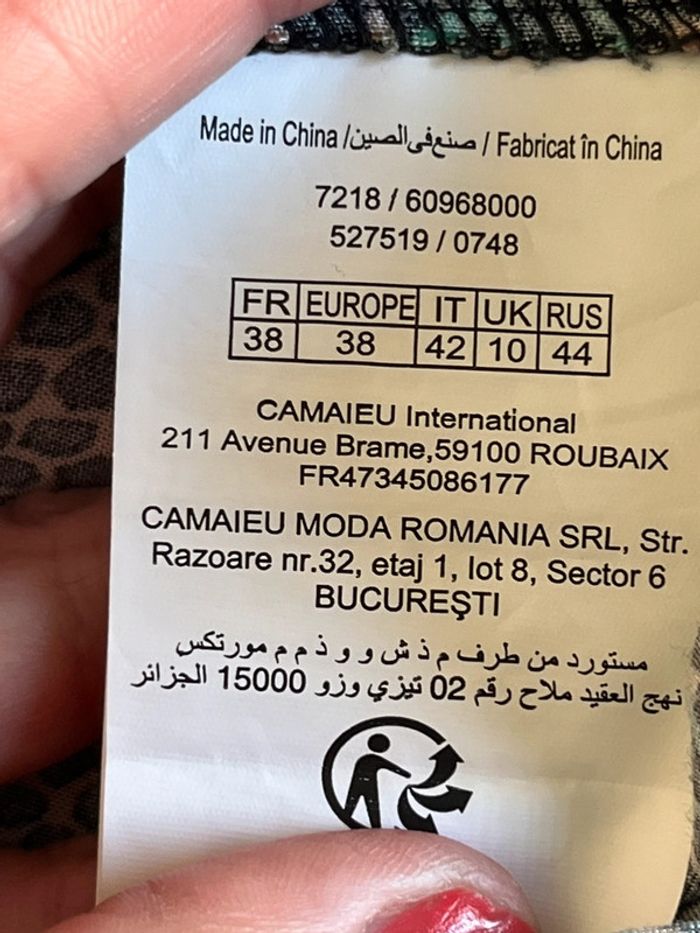 Made in China / صنع في الصين / Fabricat în China
7218 / 60968000
527519 / 0748
FR EUROPE IT UK RUS
38 38 42 10 44
CAMAIEU International
211 Avenue Brame,59100 ROUBAIX
FR47345086177
CAMAIEU MODA ROMANIA SRL, Str.
Razoare nr.32, etaj 1, lot 8, Sector 6
BUCUREŞTI
مستورد من طرف م ذ ش و و ذ م م مورتكس
نهج العقيد ملاح رقم 02 تيزي وزو 15000 الجزائر